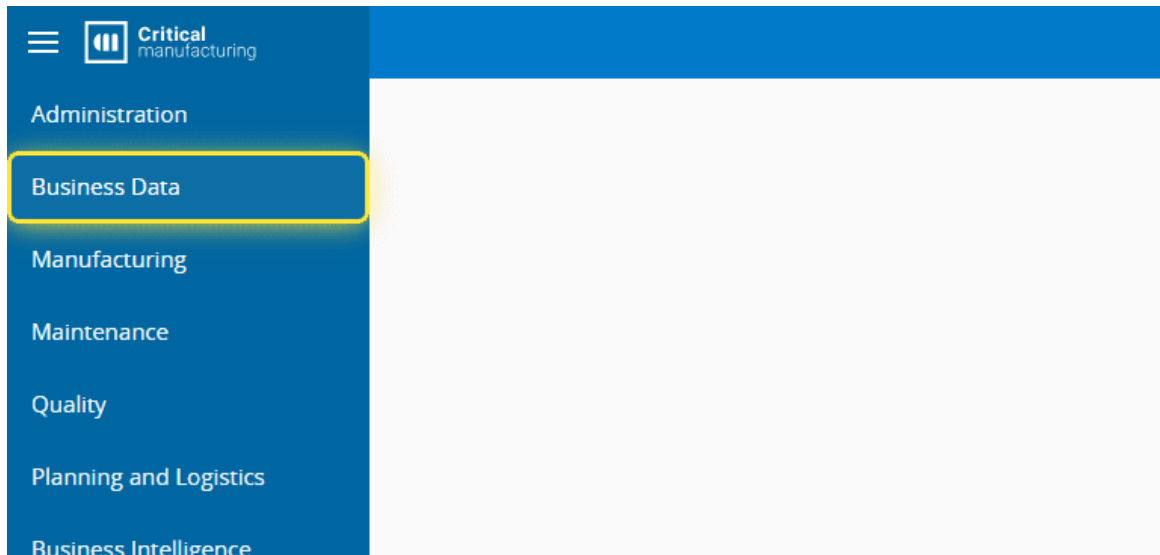 Critical
manufacturing
Administration
Business Data
Manufacturing
Maintenance
Quality
Planning and Logistics
Business Intelligence